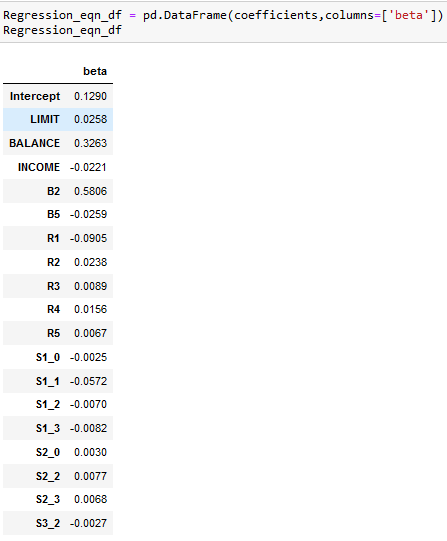 Regression_eqn_df = pd.DataFrame(coefficients,columns=['beta'])
Regression_eqn_df
beta
Intercept 0.1290
LIMIT 0.0258
BALANCE 0.3263
INCOME -0.0221
B2 0.5806
B5 -0.0259
R1 -0.0905
R2 0.0238
R3 0.0089
R4 0.0156
R5 0.0067
S1_0 -0.0025
S1_1 -0.0572
S1_2 -0.0070
S1_3 -0.0082
S2_0 0.0030
S2_2 0.0077
S2_3 0.0068
S3_2 -0.0027